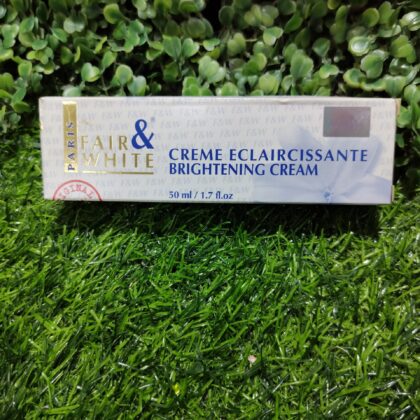 PARIS
FAIR &
WHITE
CREME ECLAIRCISSANTE
BRIGHTENING CREAM
50 ml / 1.7 fl.oz
F&W